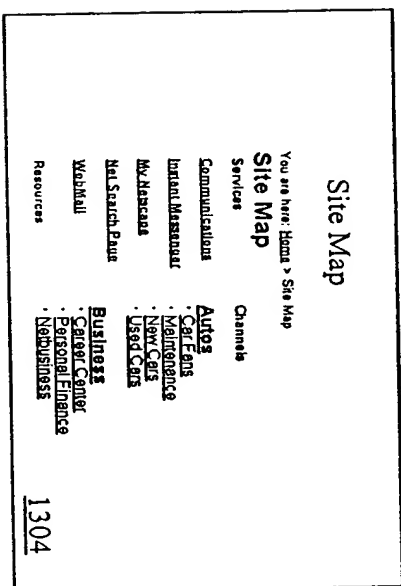 Site Map
You are here: Home > Site Map
Site Map
Services
Communications
Instant Messenger
My Netscape
Net Search Page
WebMail
Resources
Channels
Autos
· Car Fans
· Maintenance
· New Cars
· Used Cars
Business
· Career Center
· Personal Finance
· Netbusiness
1304